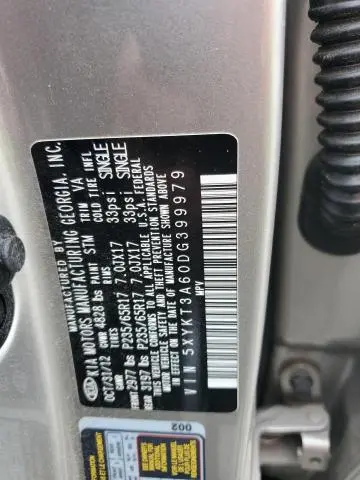 KIA MANUFACTURED BY
KIA MOTORS MANUFACTURING GEORGIA, INC.
OCT/31/12 PAINT STM TRIM VA
GVWR 4828 lbs TIRES RIMS COLD TIRE INFL
GAWR
FRONT 2977 lbs P235/65R17 7.0JX17 33psi SINGLE
REAR 3197 lbs P235/65R17 7.0JX17 33psi SINGLE
THIS VEHICLE CONFORMS TO ALL APPLICABLE U.S.A. FEDERAL
MOTOR VEHICLE SAFETY AND THEFT PREVENTION STANDARDS
IN EFFECT ON THE DATE OF MANUFACTURE SHOWN ABOVE.
VIN 5XYKT3A60DG399979
MPV
002